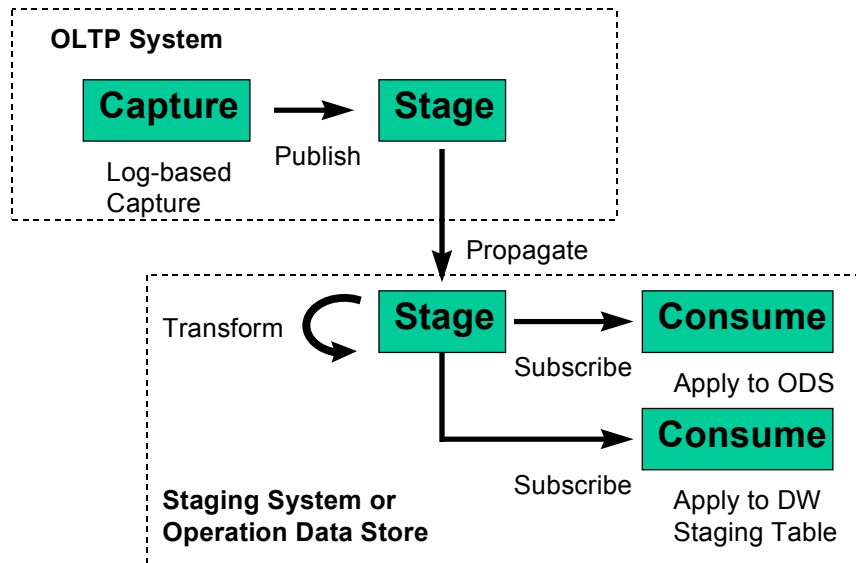 OLTP System
Capture
Stage
Publish
Log-based
Capture
Propagate
Transform
Stage
Consume
Subscribe
Apply to ODS
Consume
Subscribe
Apply to DW
Staging Table
Staging System or
Operation Data Store